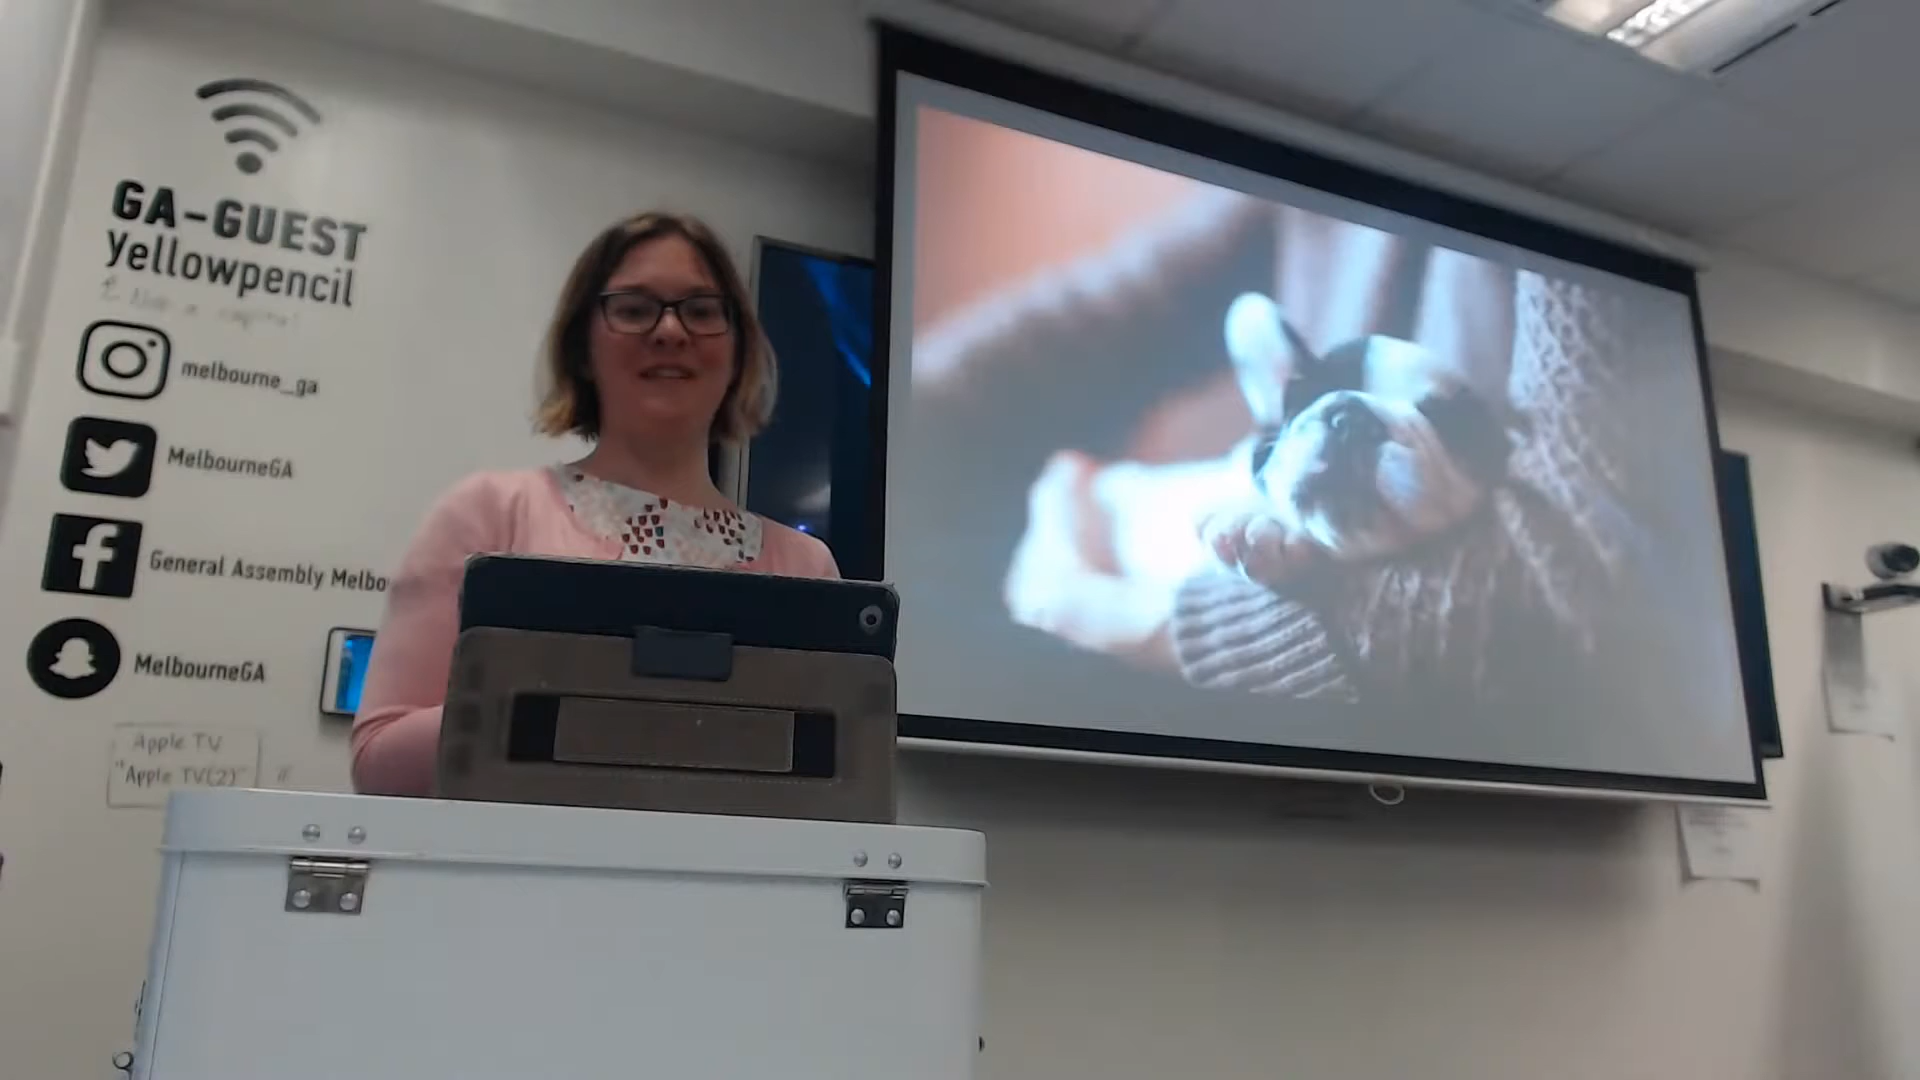 GA-GUEST
yellowpencil
melbourne_ga
MelbourneGA
General Assembly Melbo
MelbourneGA
Apple TV
"Apple TV(2)"